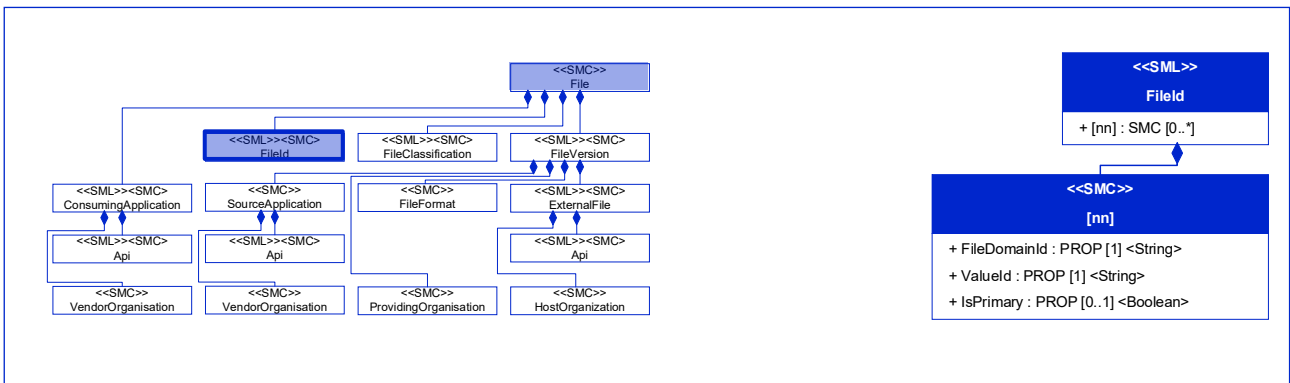 <<SMC>>
File
<<SML>><SMC>
FileId
<<SML>><SMC>
FileClassification
<<SML>><SMC>
FileVersion
<<SML>><SMC>
ConsumingApplication
<<SMC>>
SourceApplication
<<SMC>>
FileFormat
<<SML>><SMC>
ExternalFile
<<SML>><SMC>
Api
<<SML>><SMC>
Api
<<SML>><SMC>
Api
<<SMC>>
VendorOrganisation
<<SMC>>
VendorOrganisation
<<SMC>>
ProvidingOrganisation
<<SMC>>
HostOrganization
<<SML>>
FileId
+ [nn] : SMC [0..*]
<<SMC>>
[nn]
+ FileDomainId : PROP [1] <String>
+ ValueId : PROP [1] <String>
+ IsPrimary : PROP [0..1] <Boolean>